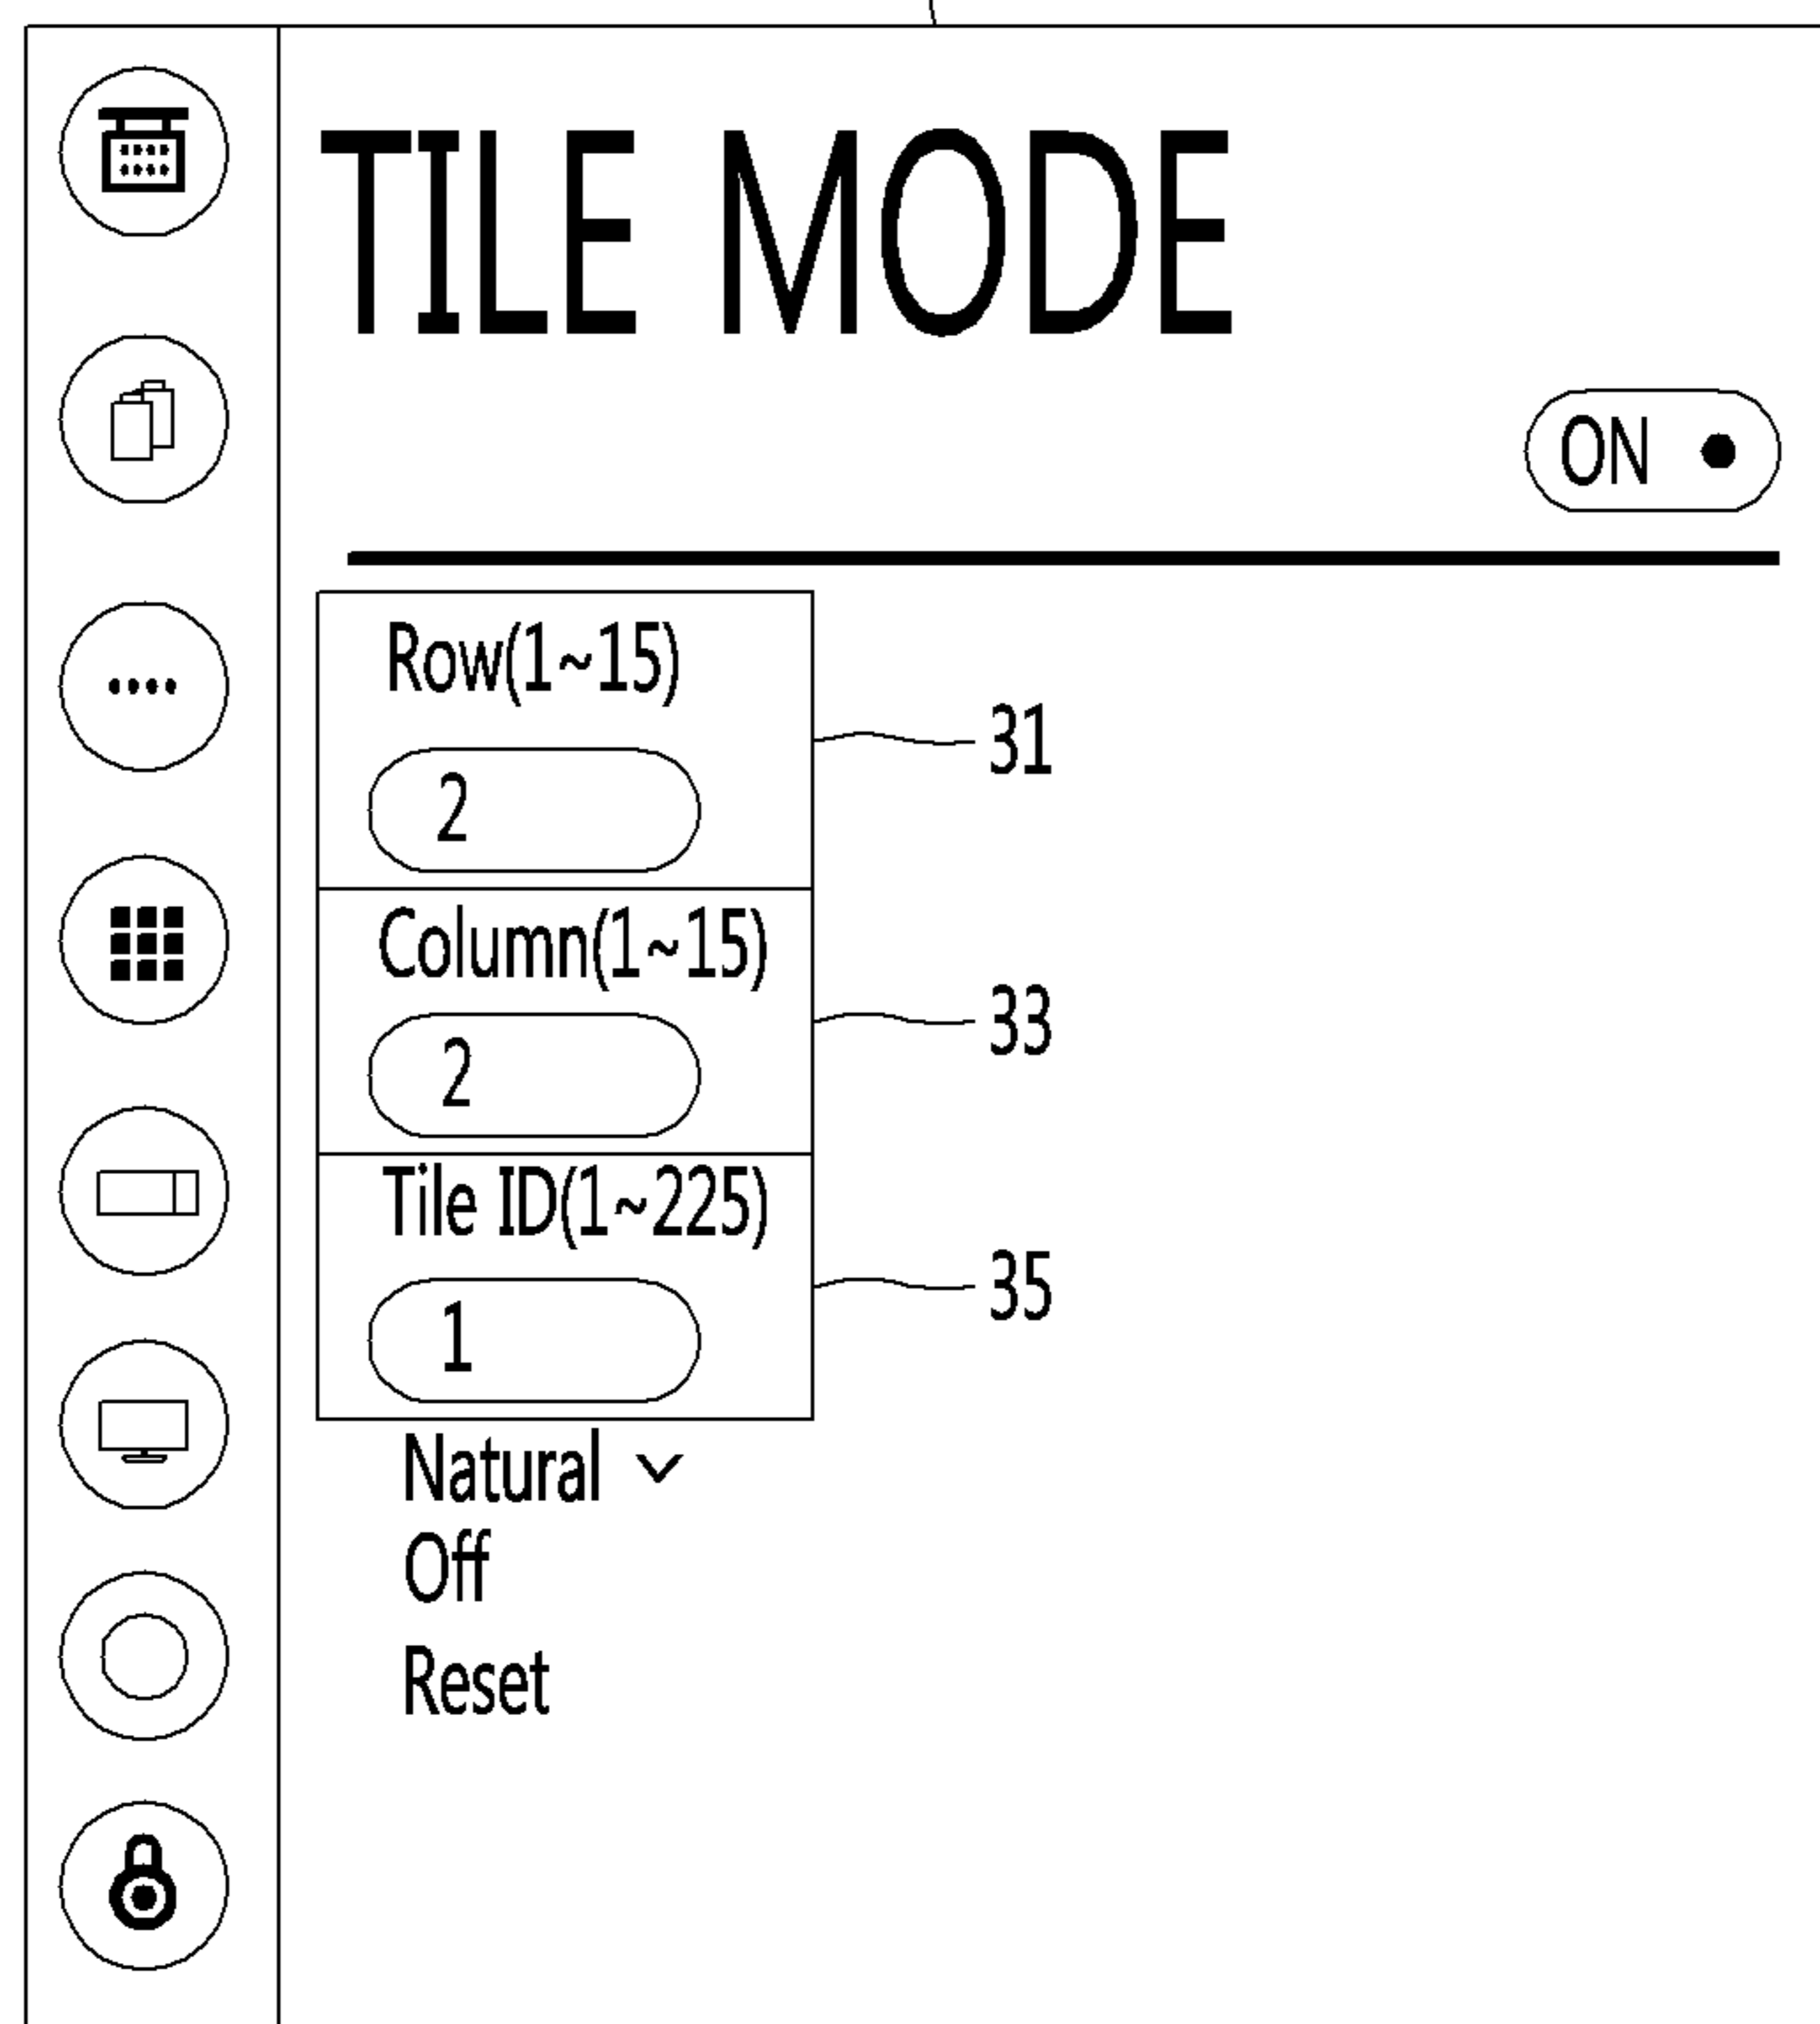 TILE MODE
ON
Row(1~15)
31
2
Column(1~15)
33
2
Tile ID(1~225)
35
1
Natural
Off
Reset